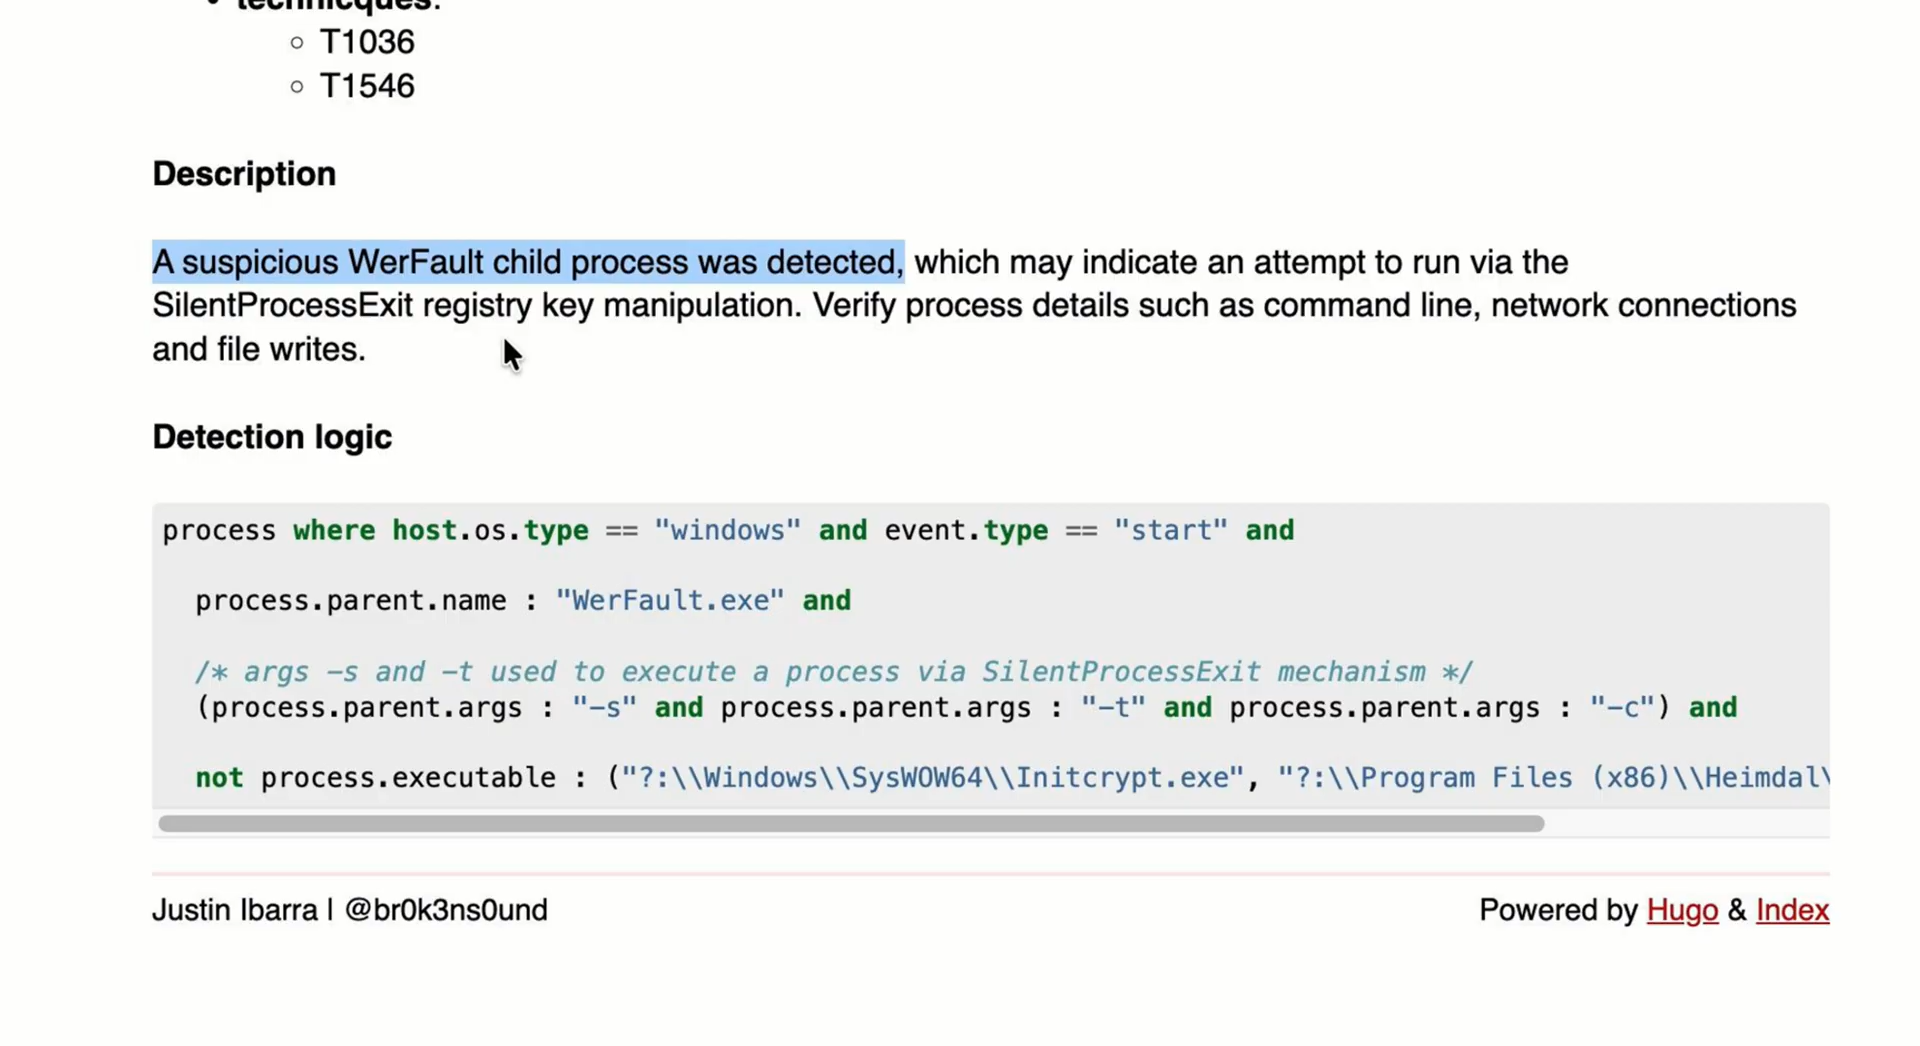 technicques:
T1036
T1546
Description
A suspicious WerFault child process was detected, which may indicate an attempt to run via the
SilentProcessExit registry key manipulation. Verify process details such as command line, network connections
and file writes.
Detection logic
process where host.os.type == "windows" and event.type == "start" and
process.parent.name : "WerFault.exe" and
/* args -s and -t used to execute a process via SilentProcessExit mechanism */
(process.parent.args : "-s" and process.parent.args : "-t" and process.parent.args : "-c") and
not process.executable : ("?:\\Windows\\SysWOW64\\Initcrypt.exe", "?:\\Program Files (x86)\\Heimdal\
Justin Ibarra | @br0k3ns0und
Powered by Hugo & Index